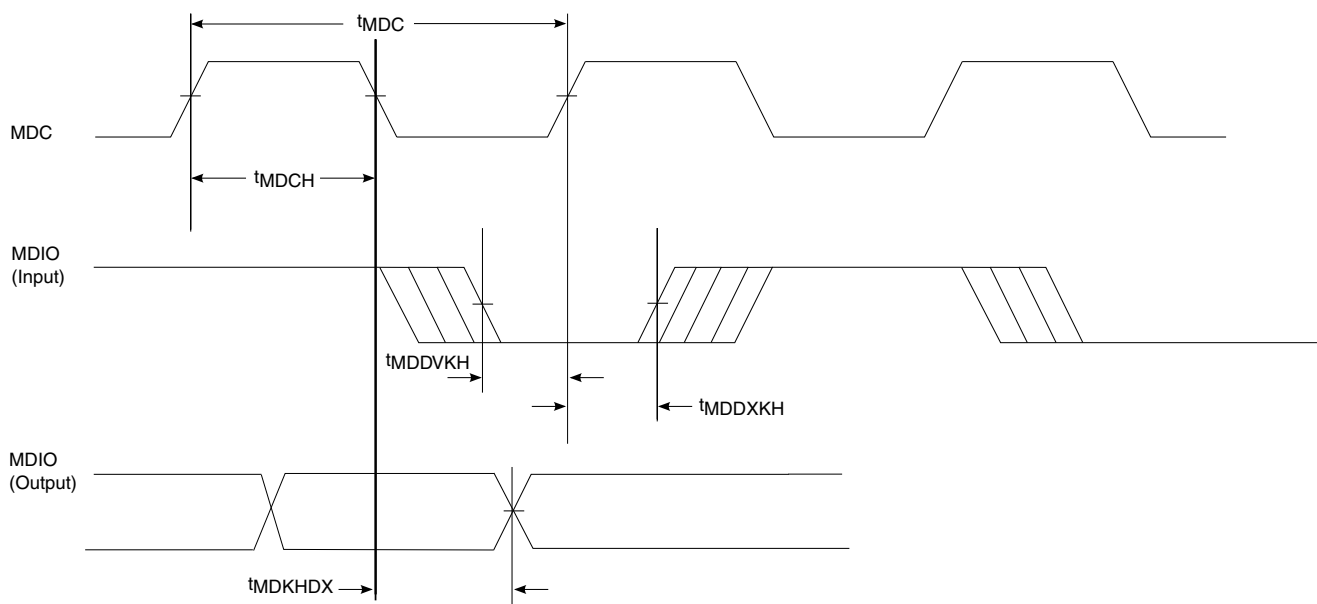 tMDC
MDC
tMDCH
MDIO
(Input)
tMDDVKH
tMDDXKH
MDIO
(Output)
tMDKHDX